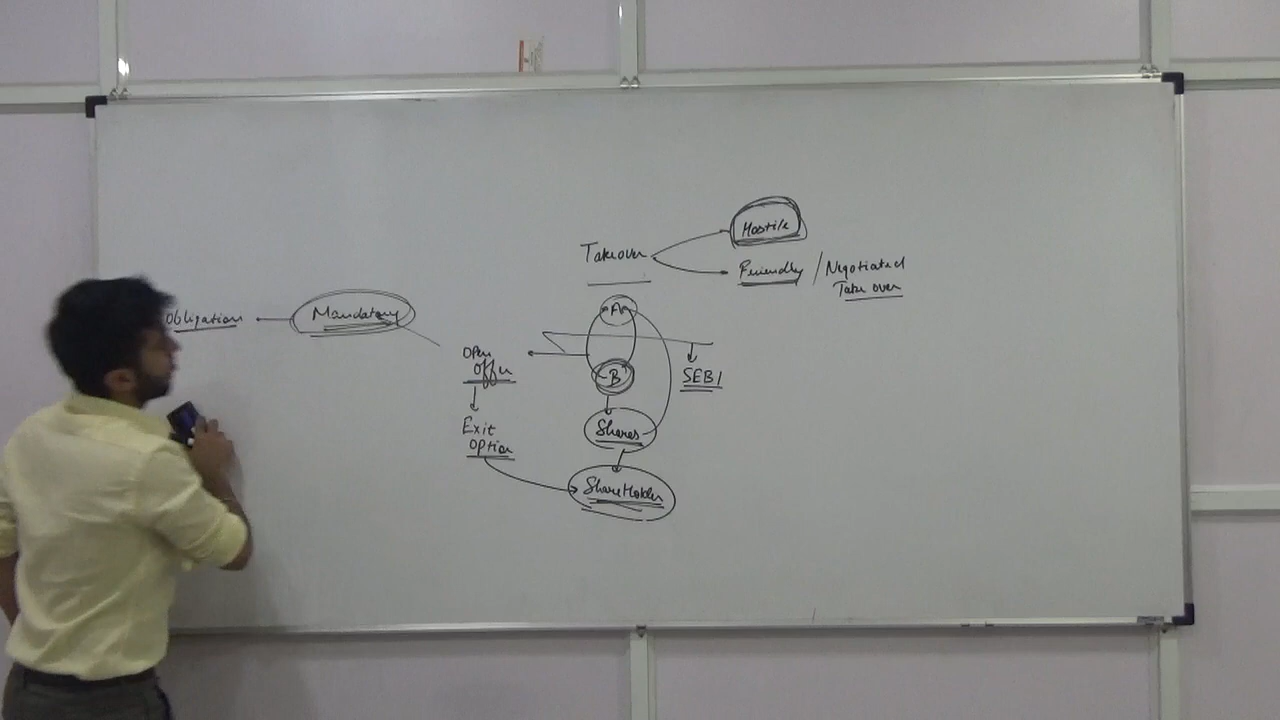 Takeover
Hostile
Friendly / Negotiated
Take over
Obligation
Mandatory
Open
Offer
Exit
Option
A
B
SEBI
Shares
ShareHolder